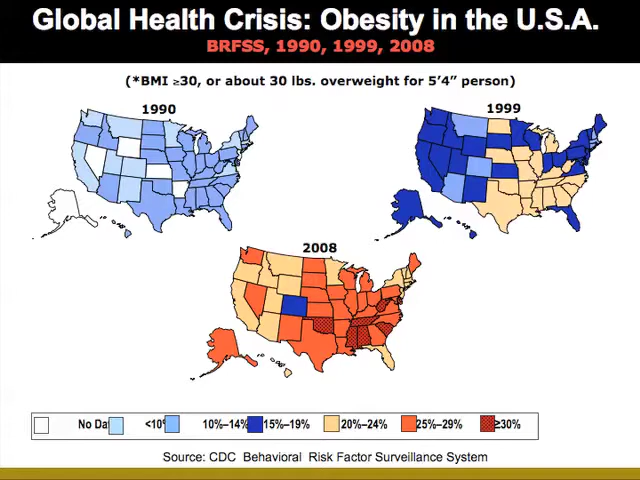 Global Health Crisis: Obesity in the U.S.A.
BRFSS, 1990, 1999, 2008
(*BMI ≥30, or about 30 lbs. overweight for 5’4” person)
1990
1999
2008
No Dat <10% 10%–14% 15%–19% 20%–24% 25%–29% ≥30%
Source: CDC Behavioral Risk Factor Surveillance System